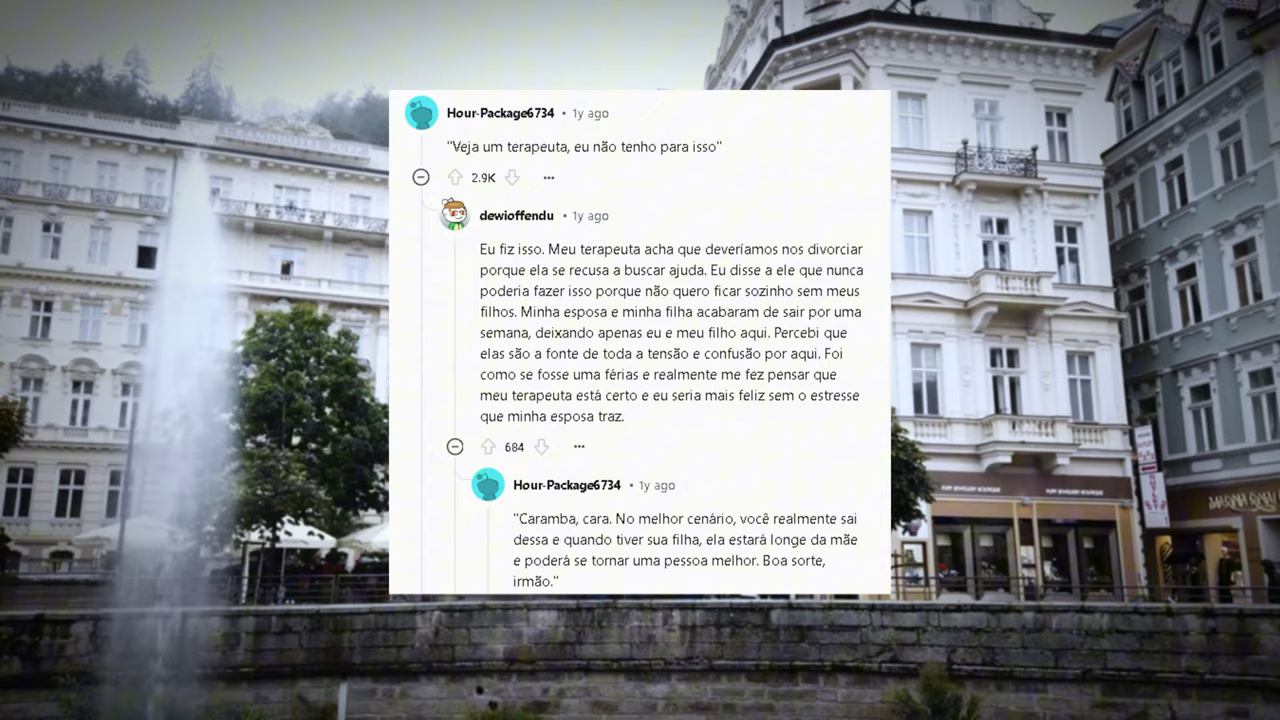 Hour-Package6734 • 1y ago
"Veja um terapeuta, eu não tenho para isso"
2.9K
dewioffendu • 1y ago
Eu fiz isso. Meu terapeuta acha que deveríamos nos divorciar
porque ela se recusa a buscar ajuda. Eu disse a ele que nunca
poderia fazer isso porque não quero ficar sozinho sem meus
filhos. Minha esposa e minha filha acabaram de sair por uma
semana, deixando apenas eu e meu filho aqui. Percebi que
elas são a fonte de toda a tensão e confusão por aqui. Foi
como se fosse uma férias e realmente me fez pensar que
meu terapeuta está certo e eu seria mais feliz sem o estresse
que minha esposa traz.
684
Hour-Package6734 • 1y ago
"Caramba, cara. No melhor cenário, você realmente sai
dessa e quando tiver sua filha, ela estará longe da mãe
e poderá se tornar uma pessoa melhor. Boa sorte,
irmão."